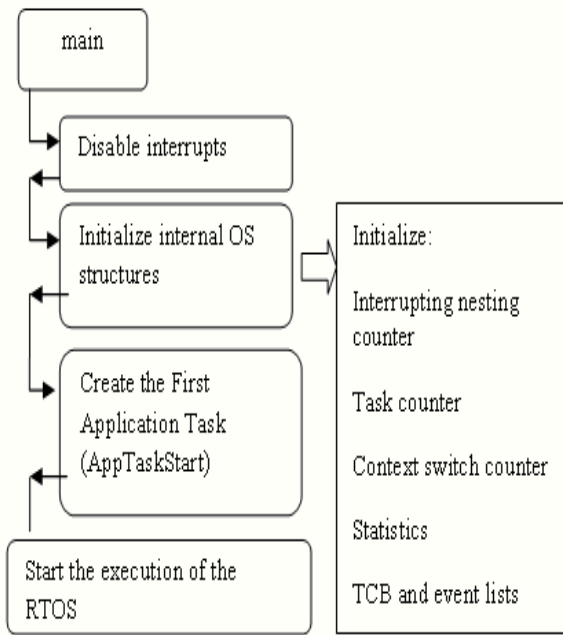 main
Disable interrupts
Initialize internal OS
structures
Create the First
Application Task
(AppTaskStart)
Start the execution of the
RTOS
Initialize:
Interrupting nesting
counter
Task counter
Context switch counter
Statistics
TCB and event lists